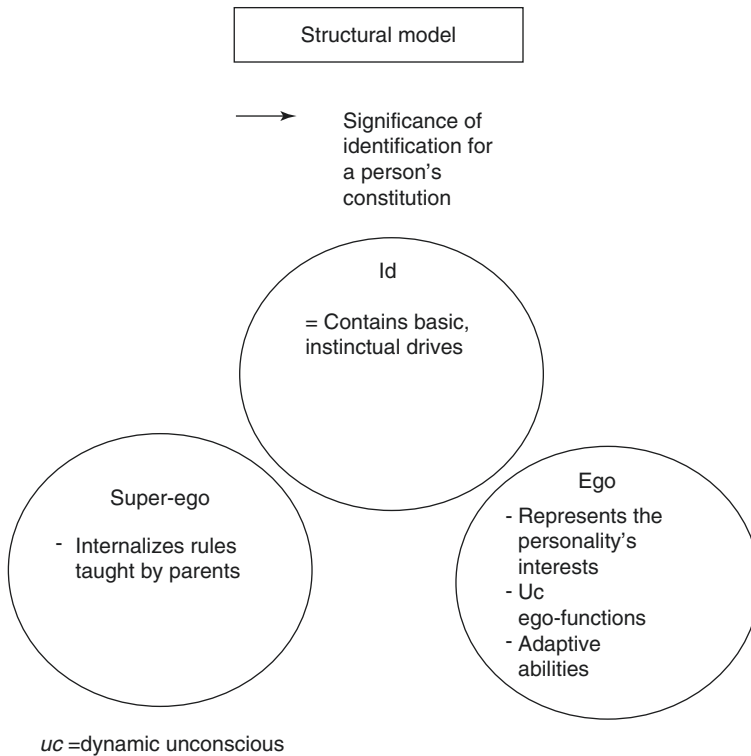 Structural model
Significance of
identification for
a person's
constitution
Id
= Contains basic,
instinctual drives
Super-ego
- Internalizes rules
taught by parents
Ego
- Represents the
personality's
interests
- Uc
ego-functions
- Adaptive
abilities
uc =dynamic unconscious